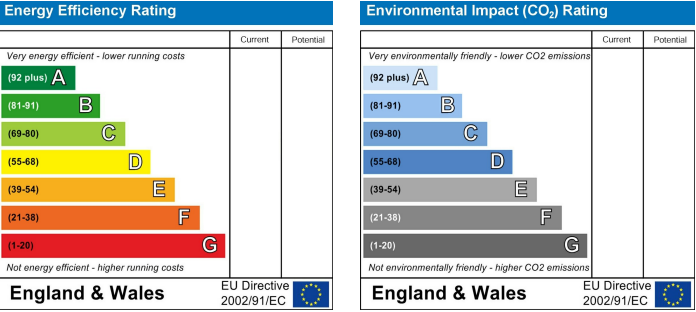 Energy Efficiency Rating
Current Potential
Very energy efficient - lower running costs
(92 plus) A
(81-91) B
(69-80) C
(55-68) D
(39-54) E
(21-38) F
(1-20) G
Not energy efficient - higher running costs
England & Wales
EU Directive
2002/91/EC
Environmental Impact (CO₂) Rating
Current Potential
Very environmentally friendly - lower CO2 emissions
(92 plus) A
(81-91) B
(69-80) C
(55-68) D
(39-54) E
(21-38) F
(1-20) G
Not environmentally friendly - higher CO2 emissions
England & Wales
EU Directive
2002/91/EC